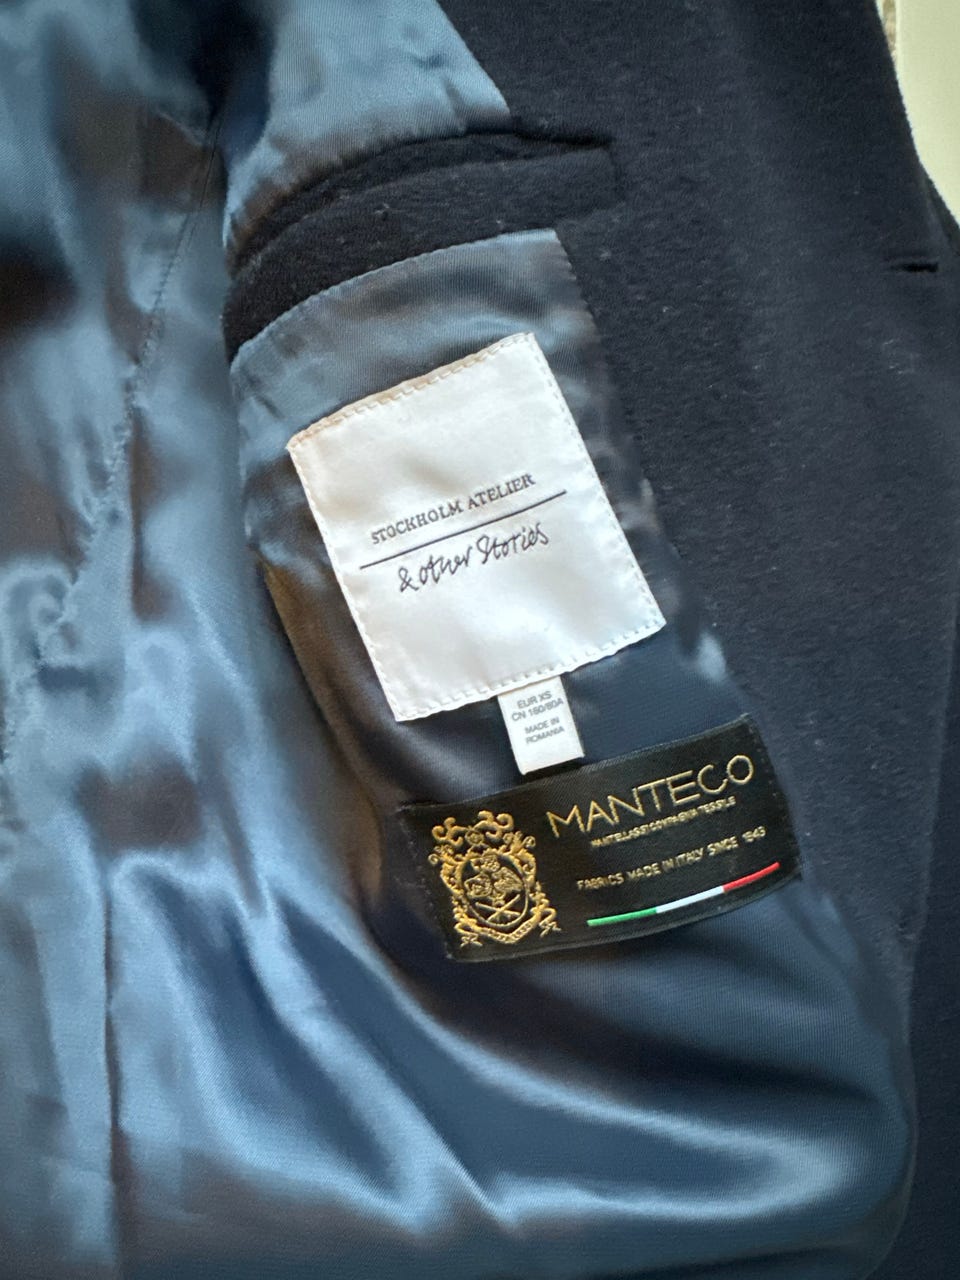 STOCKHOLM ATELIER
& other Stories
EUR XS
CN 160/80A
MADE IN
ROMANIA
MANTECO
FABRICS MADE IN ITALY SINCE 1943